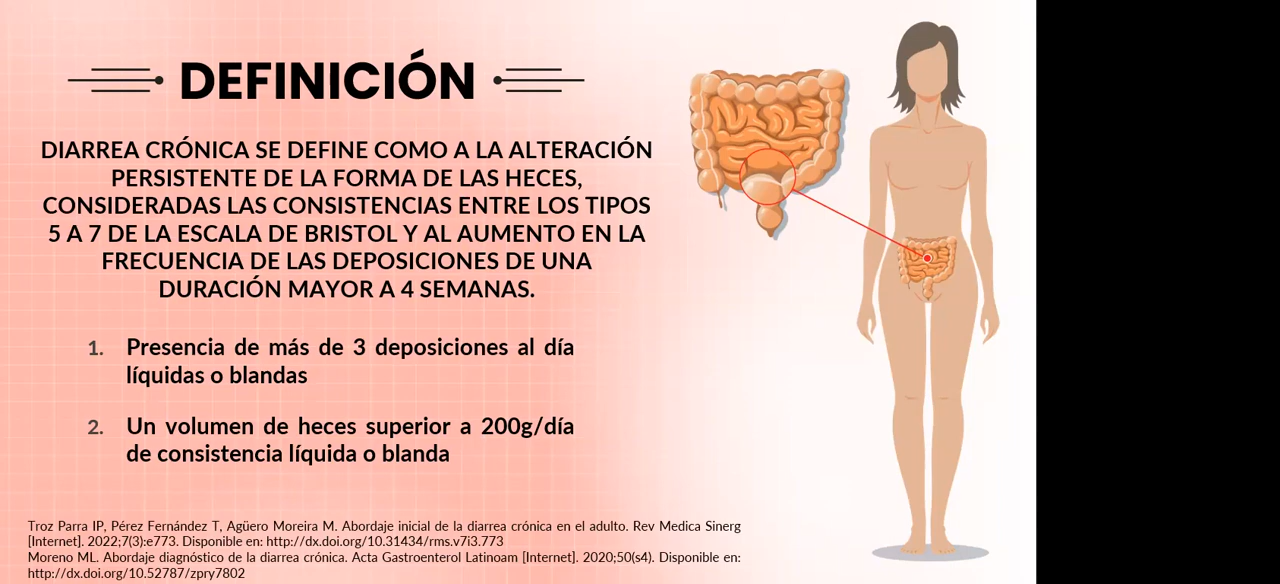 DEFINICIÓN
DIARREA CRÓNICA SE DEFINE COMO A LA ALTERACIÓN
PERSISTENTE DE LA FORMA DE LAS HECES,
CONSIDERADAS LAS CONSISTENCIAS ENTRE LOS TIPOS
5 A 7 DE LA ESCALA DE BRISTOL Y AL AUMENTO EN LA
FRECUENCIA DE LAS DEPOSICIONES DE UNA
DURACIÓN MAYOR A 4 SEMANAS.
1. Presencia de más de 3 deposiciones al día
líquidas o blandas
2. Un volumen de heces superior a 200g/día
de consistencia líquida o blanda
Troz Parra IP, Pérez Fernández T, Agüero Moreira M. Abordaje inicial de la diarrea crónica en el adulto. Rev Medica Sinerg
[Internet]. 2022;7(3):e773. Disponible en: http://dx.doi.org/10.31434/rms.v7i3.773
Moreno ML. Abordaje diagnóstico de la diarrea crónica. Acta Gastroenterol Latinoam [Internet]. 2020;50(s4). Disponible en:
http://dx.doi.org/10.52787/zpry7802